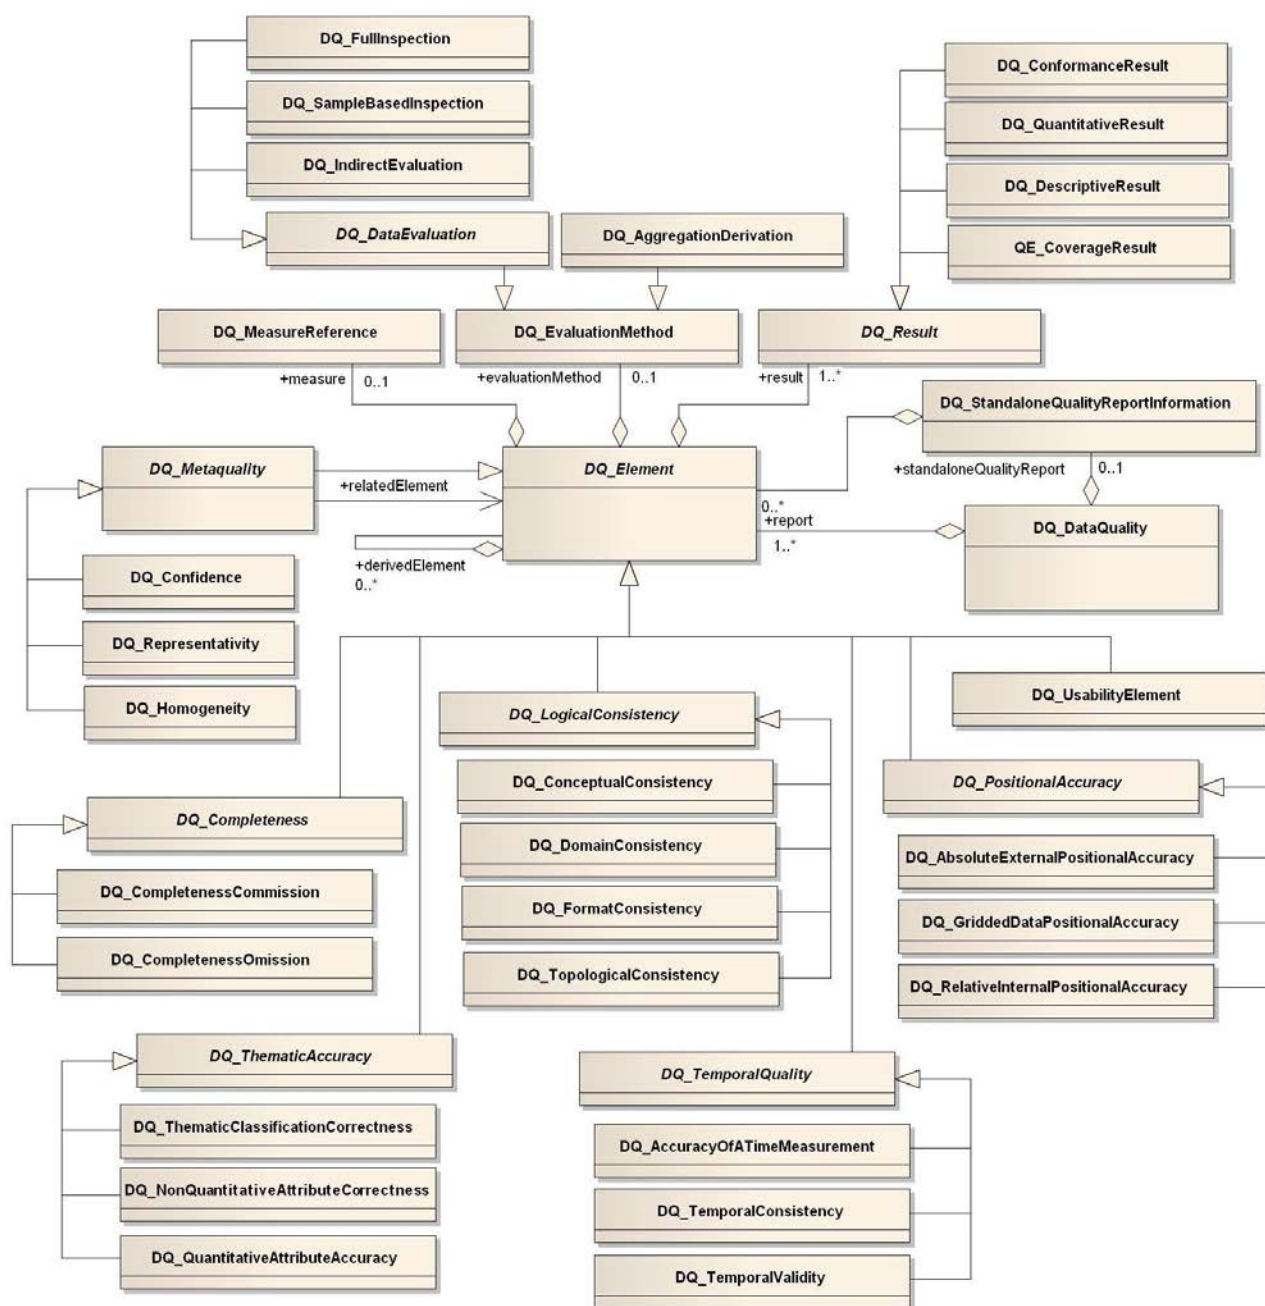 DQ_FullInspection
DQ_SampleBasedInspection
DQ_IndirectEvaluation
DQ_DataEvaluation
DQ_AggregationDerivation
DQ_ConformanceResult
DQ_QuantitativeResult
DQ_DescriptiveResult
QE_CoverageResult
DQ_MeasureReference
DQ_EvaluationMethod
DQ_Result
+measure
0..1
+evaluationMethod
0..1
+result
1..*
DQ_StandaloneQualityReportInformation
+standaloneQualityReport
0..1
DQ_Metaquality
+relatedElement
DQ_Element
0..*
+report
1..*
DQ_DataQuality
+derivedElement
0..*
DQ_Confidence
DQ_Representativity
DQ_Homogeneity
DQ_LogicalConsistency
DQ_ConceptualConsistency
DQ_DomainConsistency
DQ_FormatConsistency
DQ_TopologicalConsistency
DQ_UsabilityElement
DQ_PositionalAccuracy
DQ_AbsoluteExternalPositionalAccuracy
DQ_GriddedDataPositionalAccuracy
DQ_RelativeInternalPositionalAccuracy
DQ_Completeness
DQ_CompletenessCommission
DQ_CompletenessOmission
DQ_ThematicAccuracy
DQ_ThematicClassificationCorrectness
DQ_NonQuantitativeAttributeCorrectness
DQ_QuantitativeAttributeAccuracy
DQ_TemporalQuality
DQ_AccuracyOfATimeMeasurement
DQ_TemporalConsistency
DQ_TemporalValidity